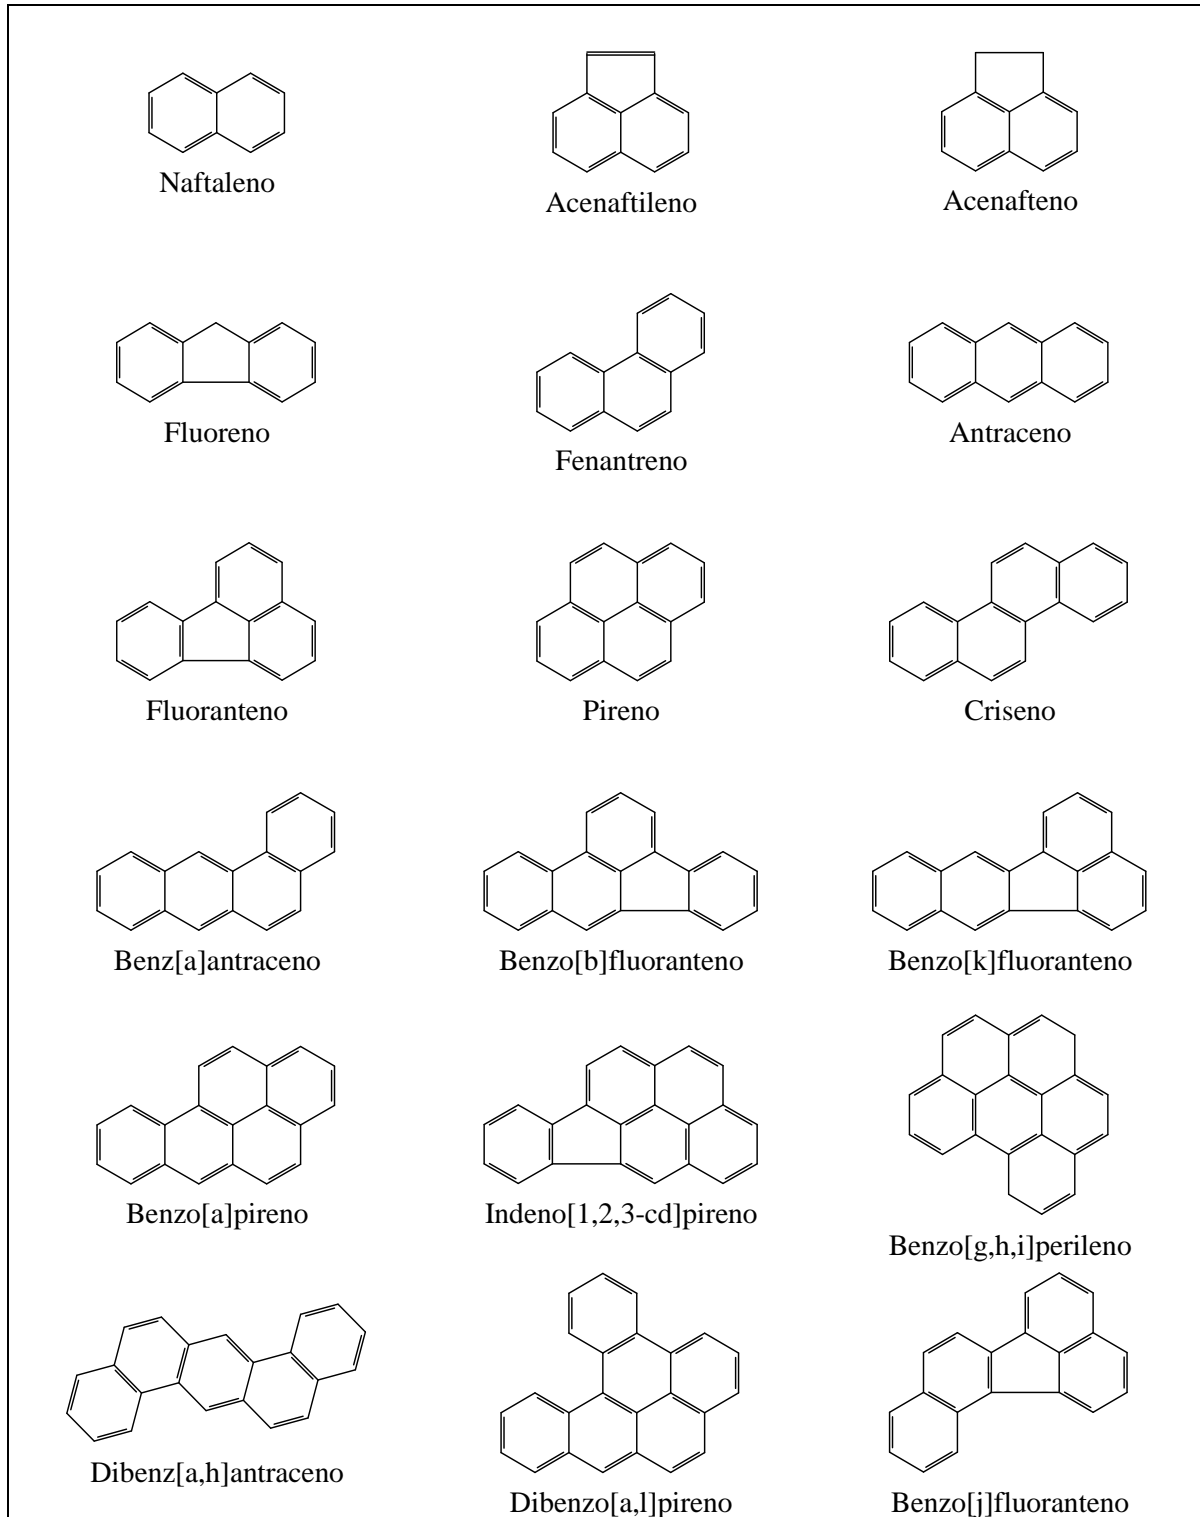 Naftaleno
Acenaftileno
Acenafteno
Fluoreno
Fenantreno
Antraceno
Fluoranteno
Pireno
Criseno
Benz[a]antraceno
Benzo[b]fluoranteno
Benzo[k]fluoranteno
Benzo[a]pireno
Indeno[1,2,3-cd]pireno
Benzo[g,h,i]perileno
Dibenz[a,h]antraceno
Dibenzo[a,l]pireno
Benzo[j]fluoranteno